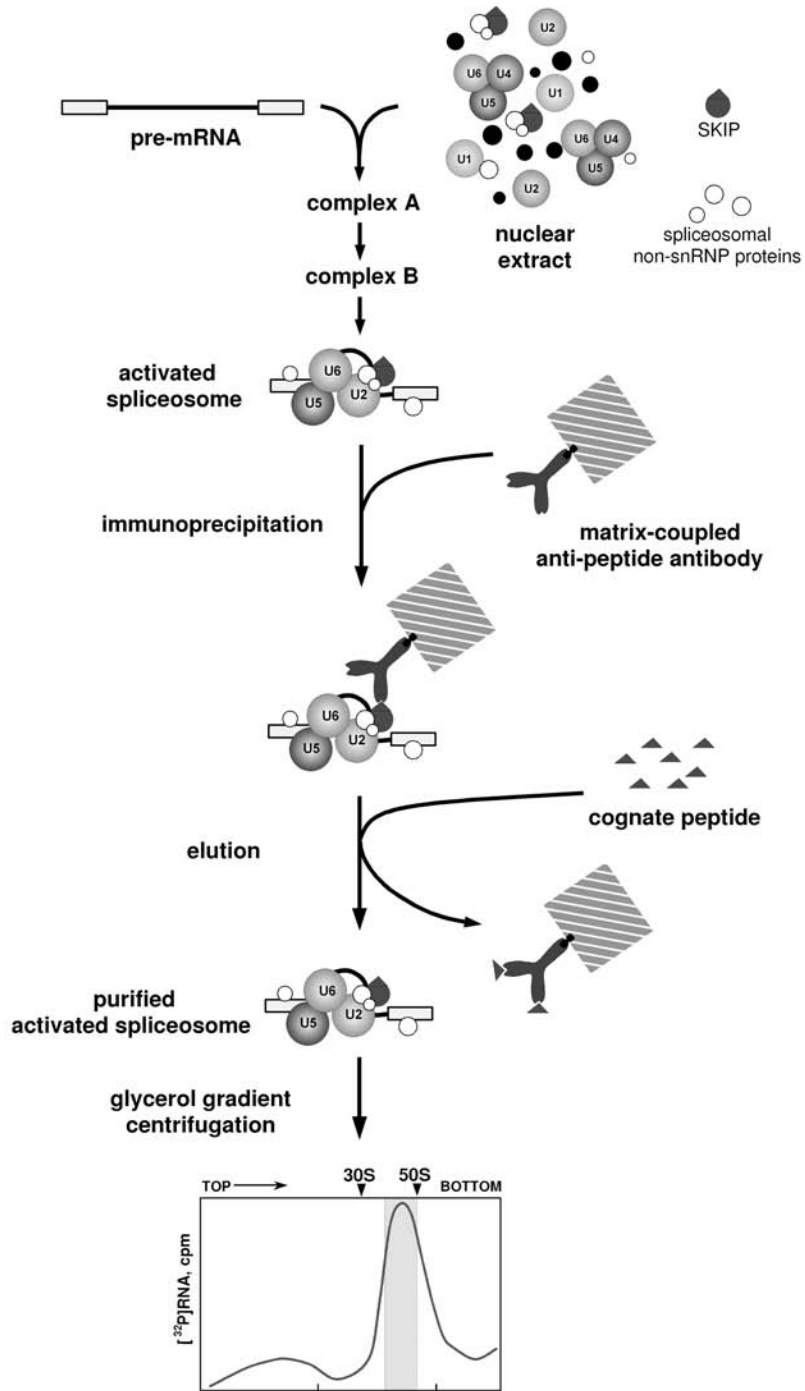 U2
U6
U4
U5
U1
U6
U4
U5
U1
U2
SKIP
pre-mRNA
complex A
nuclear
extract
spliceosomal
non-snRNP proteins
complex B
activated
spliceosome
U6
U5
U2
immunoprecipitation
matrix-coupled
anti-peptide antibody
U6
U5
U2
cognate peptide
elution
purified
activated spliceosome
U6
U5
U2
glycerol gradient
centrifugation
TOP
30S
50S
BOTTOM
[³²P]RNA, cpm